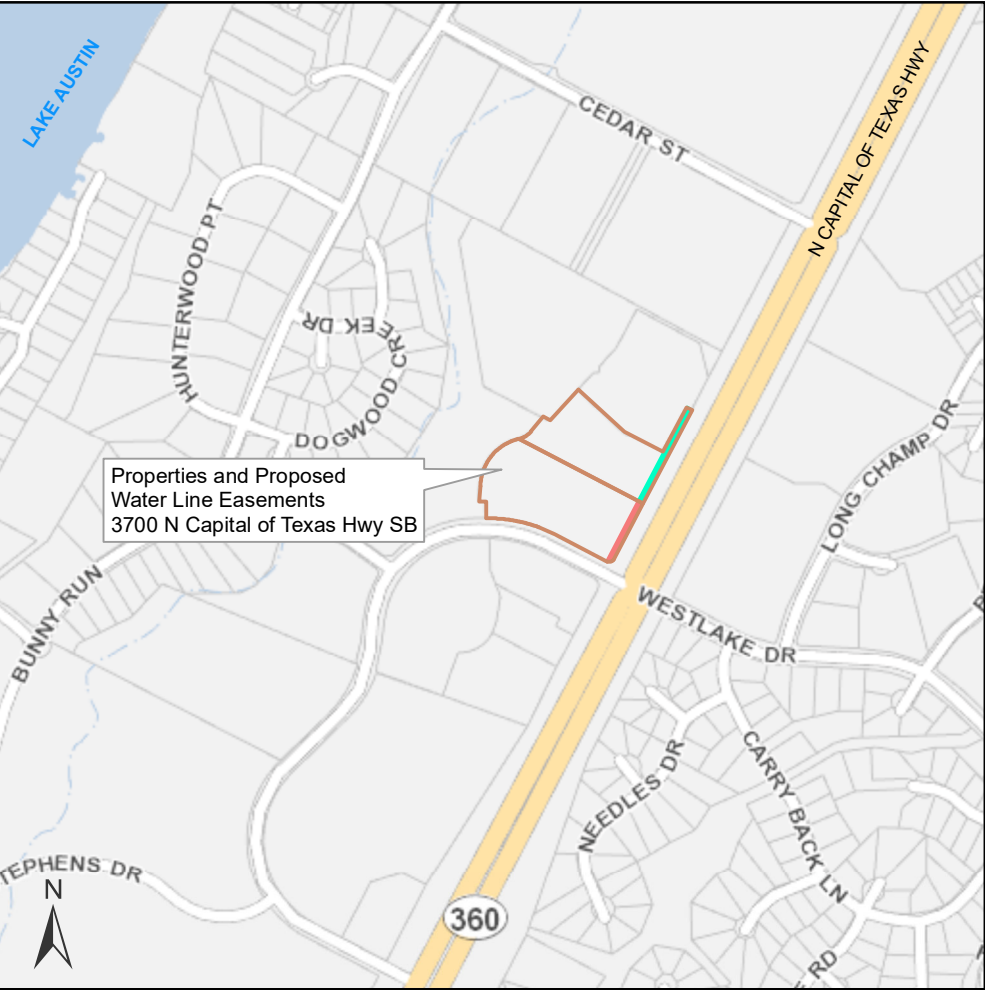 LAKE AUSTIN
CEDAR ST
N CAPITAL OF TEXAS HWY
HUNTERWOOD PT
DOGWOOD CREEK DR
Properties and Proposed
Water Line Easements
3700 N Capital of Texas Hwy SB
LONG CHAMP DR
BUNNY RUN
WESTLAKE DR
NEEDLES DR
CARRY BACK LN
TEPHENS DR
N
360
RD